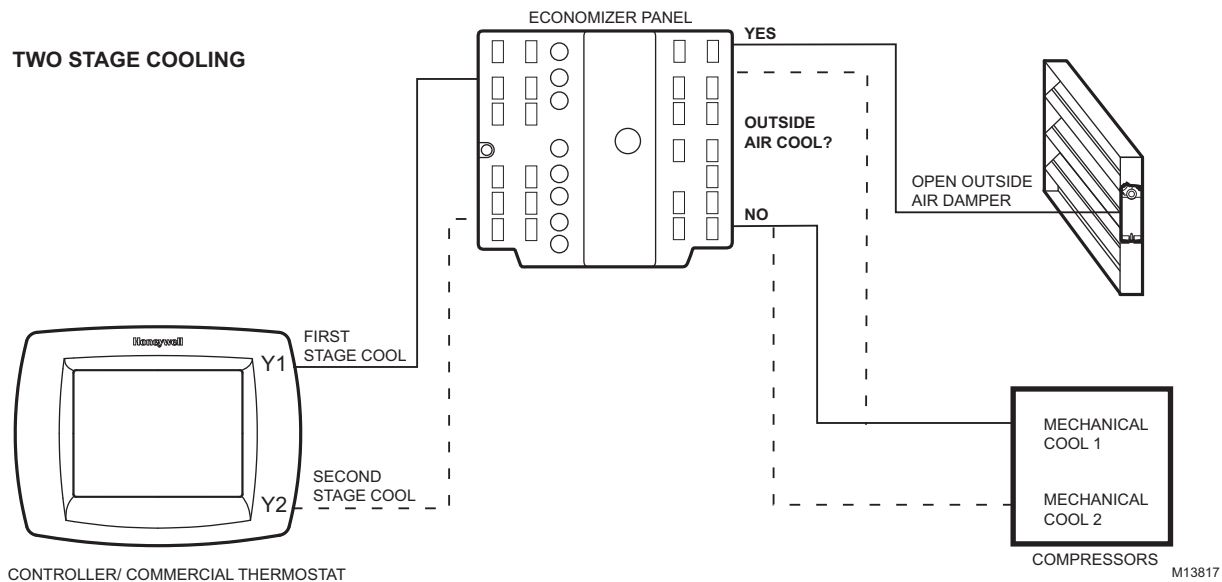 ECONOMIZER PANEL
TWO STAGE COOLING
YES
OUTSIDE
AIR COOL?
OPEN OUTSIDE
AIR DAMPER
NO
Honeywell
FIRST
STAGE COOL
Y1
SECOND
STAGE COOL
Y2
MECHANICAL
COOL 1
MECHANICAL
COOL 2
COMPRESSORS
CONTROLLER/ COMMERCIAL THERMOSTAT
M13817